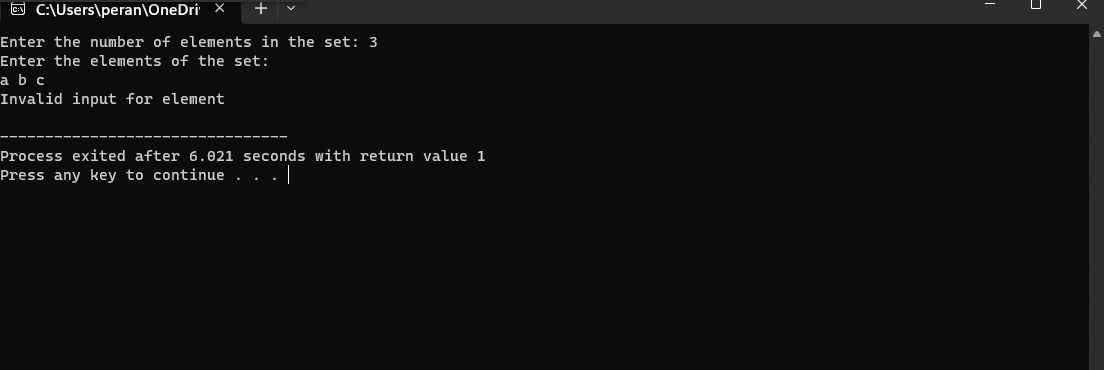 C:\Users\peran\OneDri
Enter the number of elements in the set: 3
Enter the elements of the set:
a b c
Invalid input for element
--------------------------------
Process exited after 6.021 seconds with return value 1
Press any key to continue . . .